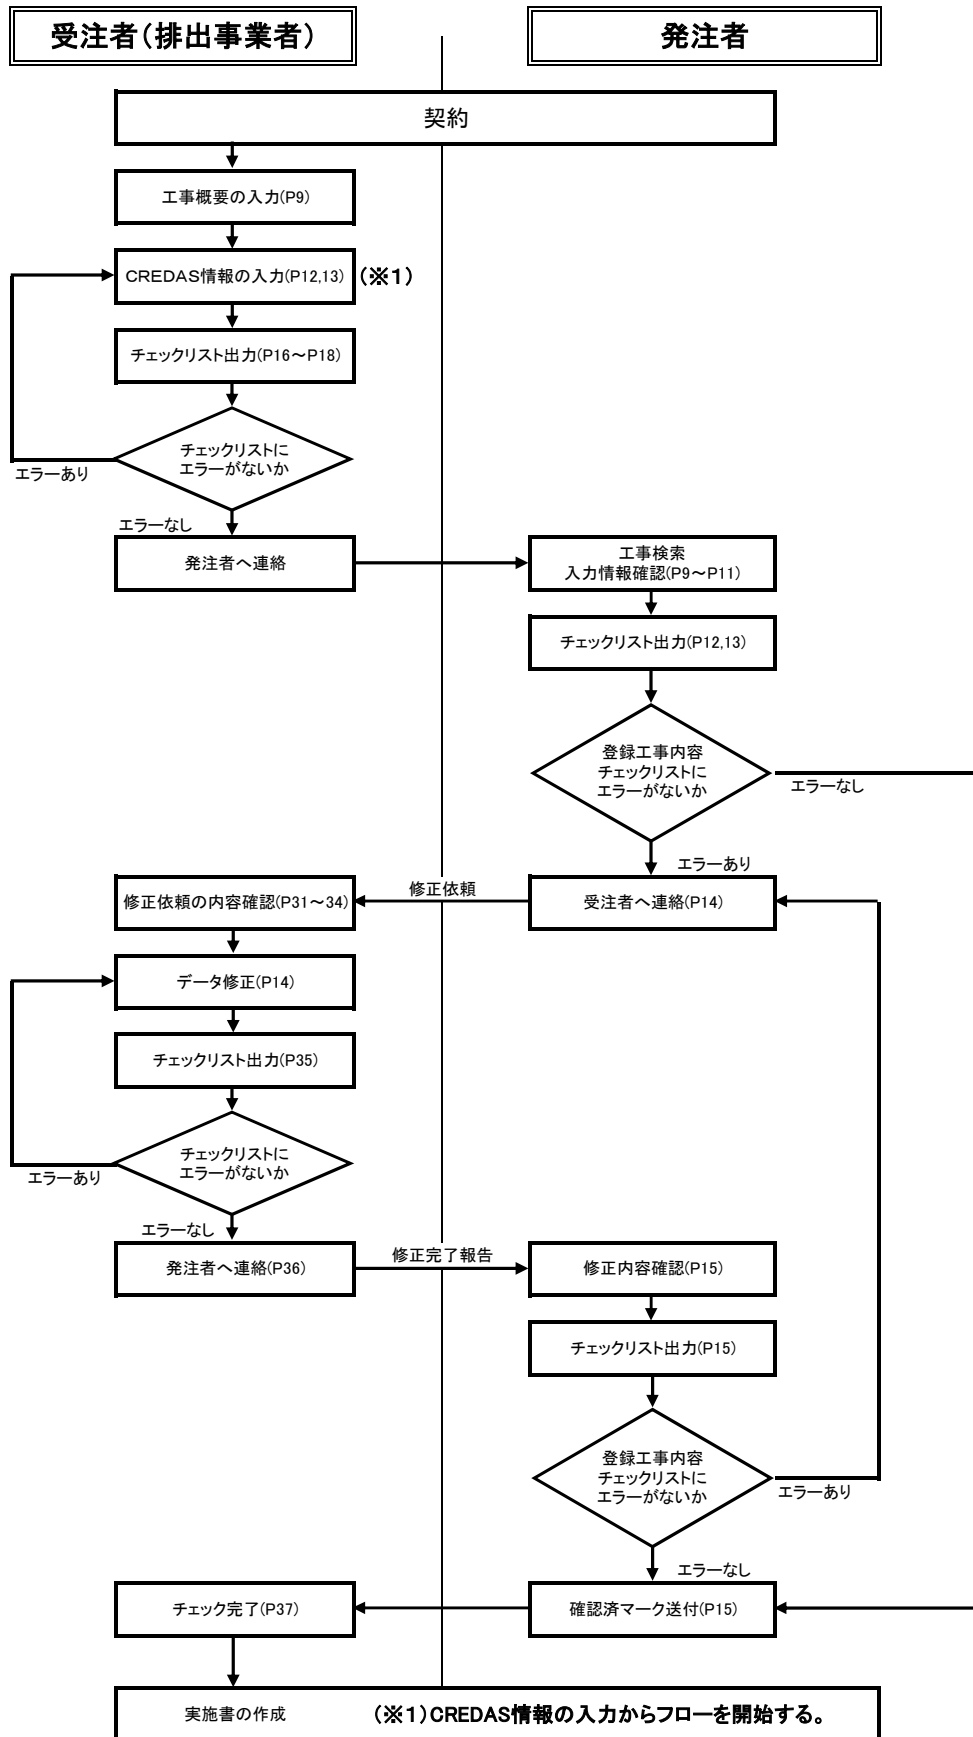 受注者（排出事業者）
発注者
契約
工事概要の入力(P9)
CREDAS情報の入力(P12,13)
（※1）
チェックリスト出力(P16～P18)
チェックリストに
エラーがないか
エラーあり
エラーなし
発注者へ連絡
工事検索
入力情報確認(P9～P11)
チェックリスト出力(P12,13)
登録工事内容
チェックリストに
エラーがないか
エラーなし
エラーあり
受注者へ連絡(P14)
修正依頼
修正依頼の内容確認(P31～34)
データ修正(P14)
チェックリスト出力(P35)
チェックリストに
エラーがないか
エラーあり
エラーなし
発注者へ連絡(P36)
修正完了報告
修正内容確認(P15)
チェックリスト出力(P15)
登録工事内容
チェックリストに
エラーがないか
エラーあり
エラーなし
確認済マーク送付(P15)
チェック完了(P37)
実施書の作成
（※1）CREDAS情報の入力からフローを開始する。